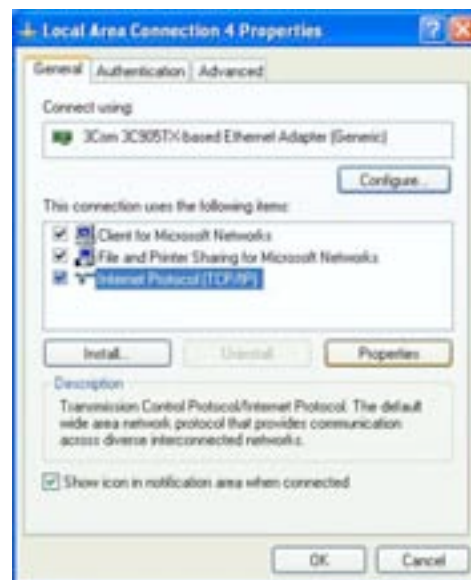 Local Area Connection 4 Properties
General Authentication Advanced
Connect using:
3Com 3C905TX-based Ethernet Adapter (Generic)
Configure...
This connection uses the following items:
Client for Microsoft Networks
File and Printer Sharing for Microsoft Networks
Internet Protocol (TCP/IP)
Install... Uninstall Properties
Description
Transmission Control Protocol/Internet Protocol. The default
wide area network protocol that provides communication
across diverse interconnected networks.
Show icon in notification area when connected
OK Cancel